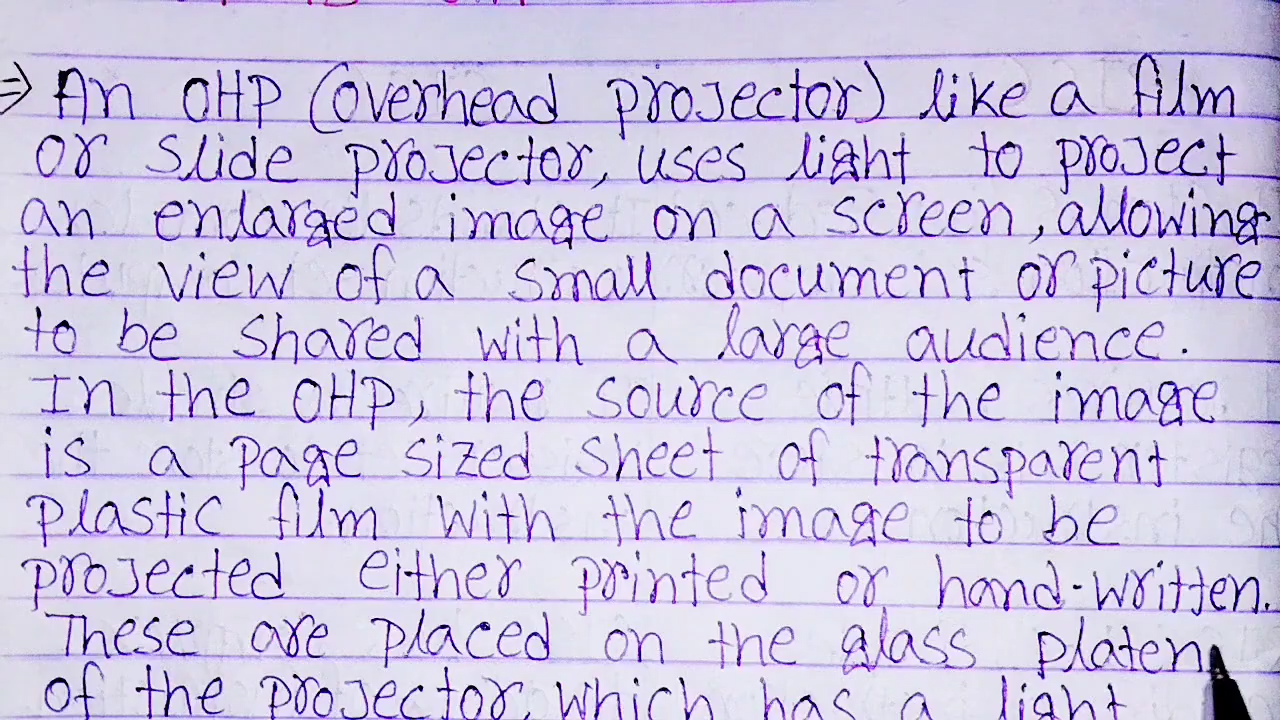 ⇒ An OHP (overhead projector) like a film
or slide projector, uses light to project
an enlarged image on a screen, allowing
the view of a small document or picture
to be shared with a large audience.
In the OHP, the source of the image
is a page sized sheet of transparent
plastic film with the image to be
projected either printed or hand-written.
These are placed on the glass platen
of the projector, which has a light